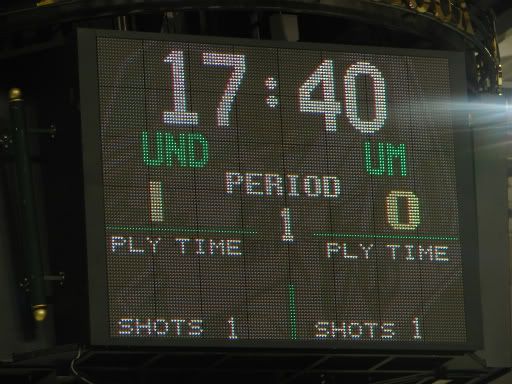 17:40
UND UM
PERIOD
1 1 0
PLY TIME PLY TIME
SHOTS 1 SHOTS 1